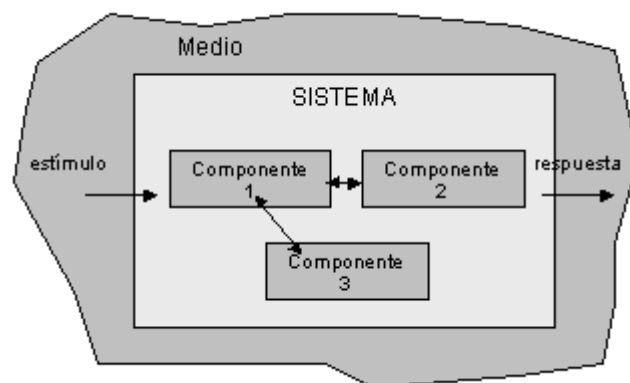 Medio
SISTEMA
estímulo
Componente
1
Componente
2
respuesta
Componente
3